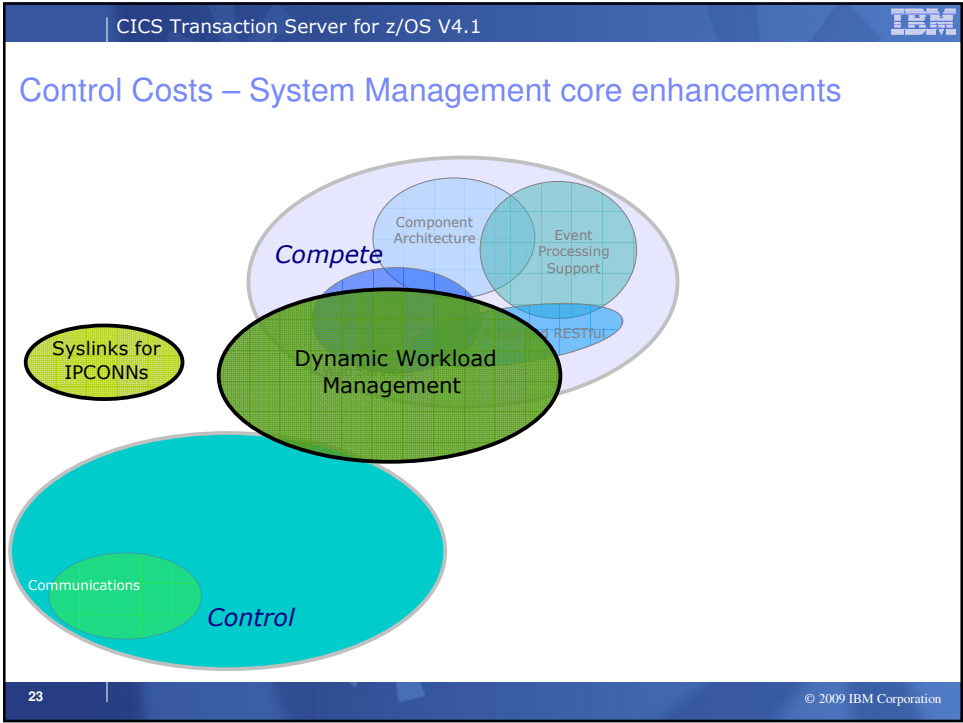 CICS Transaction Server for z/OS V4.1
IBM
Control Costs – System Management core enhancements
Component
Architecture
Event
Processing
Support
Compete
RESTful
Dynamic Workload
Management
Syslinks for
IPCONNs
Communications
Control
23
© 2009 IBM Corporation